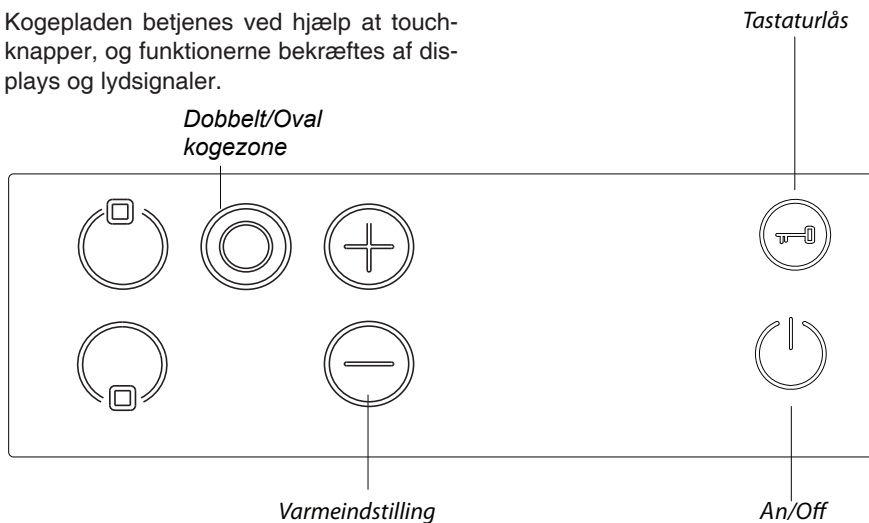 Kogepladen betjenes ved hjælp at touch-
knapper, og funktionerne bekræftes af dis-
plays og lydsignaler.
Tastaturlås
Dobbelt/Oval
kogezone
Varmeindstilling
An/Off